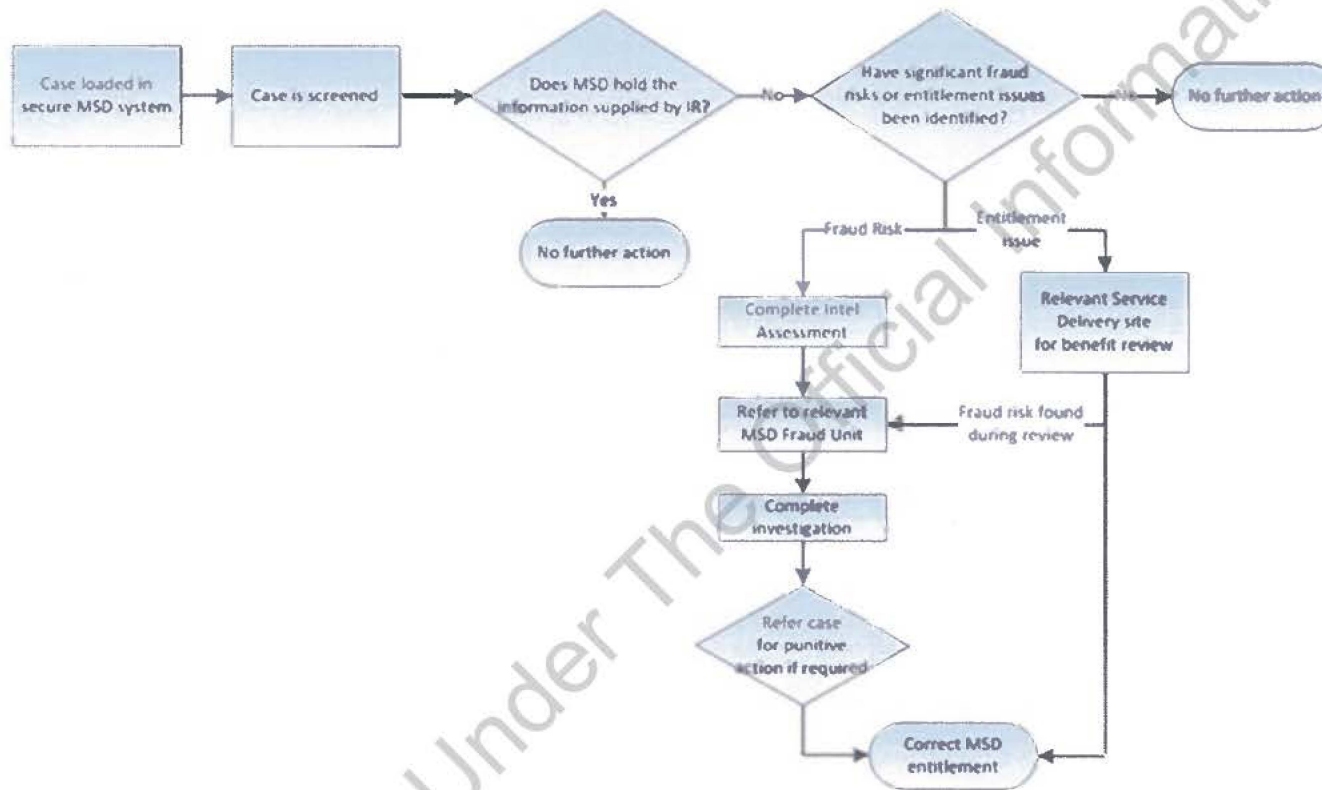 Case loaded in
secure MSD system
Case is screened
Does MSD hold the
information supplied by IR?
No
Have significant fraud
risks or entitlement issues
been identified?
No
No further action
Yes
No further action
Fraud Risk
Entitlement
issue
Complete Intel
Assessment
Relevant Service
Delivery site
for benefit review
Refer to relevant
MSD Fraud Unit
Fraud risk found
during review
Complete
investigation
Refer case
for punitive
action if required
Correct MSD
entitlement
Under The Official Informati